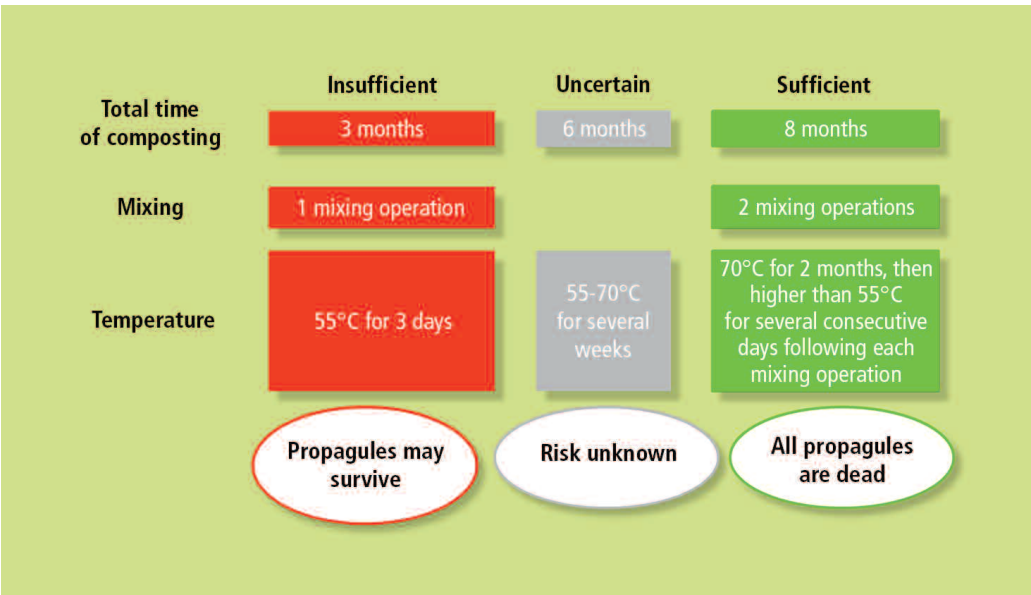 Insufficient
Uncertain
Sufficient
Total time
of composting
3 months
6 months
8 months
Mixing
1 mixing operation
2 mixing operations
Temperature
55°C for 3 days
55-70°C
for several
weeks
70°C for 2 months, then
higher than 55°C
for several consecutive
days following each
mixing operation
Propagules may
survive
Risk unknown
All propagules
are dead